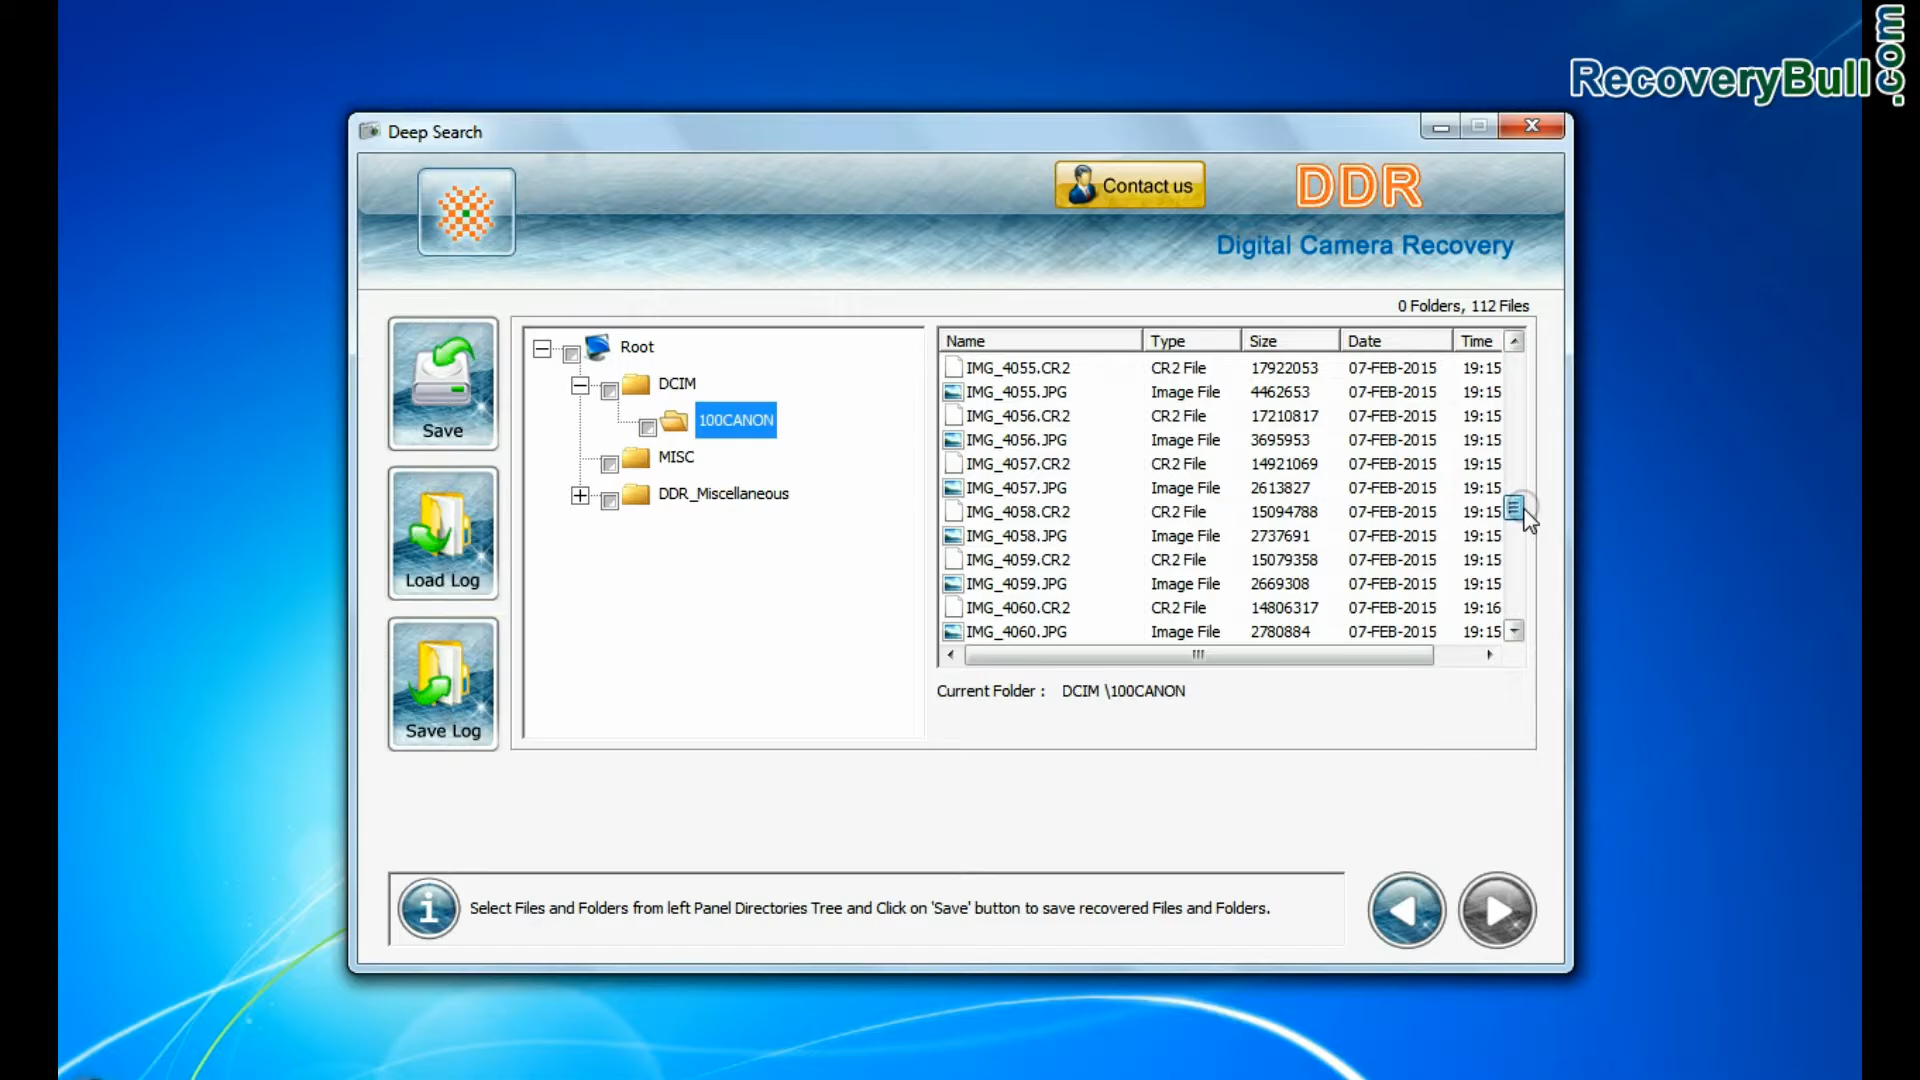 RecoveryBull.com
Deep Search
Contact us
DDR
Digital Camera Recovery
0 Folders, 112 Files
Save
Load Log
Save Log
Root
DCIM
100CANON
MISC
DDR_Miscellaneous
Name Type Size Date Time
IMG_4055.CR2 CR2 File 17922053 07-FEB-2015 19:15
IMG_4055.JPG Image File 4462653 07-FEB-2015 19:15
IMG_4056.CR2 CR2 File 17210817 07-FEB-2015 19:15
IMG_4056.JPG Image File 3695953 07-FEB-2015 19:15
IMG_4057.CR2 CR2 File 14921069 07-FEB-2015 19:15
IMG_4057.JPG Image File 2613827 07-FEB-2015 19:15
IMG_4058.CR2 CR2 File 15094788 07-FEB-2015 19:15
IMG_4058.JPG Image File 2737691 07-FEB-2015 19:15
IMG_4059.CR2 CR2 File 15079358 07-FEB-2015 19:15
IMG_4059.JPG Image File 2669308 07-FEB-2015 19:15
IMG_4060.CR2 CR2 File 14806317 07-FEB-2015 19:16
IMG_4060.JPG Image File 2780884 07-FEB-2015 19:15
Current Folder : DCIM \100CANON
Select Files and Folders from left Panel Directories Tree and Click on 'Save' button to save recovered Files and Folders.